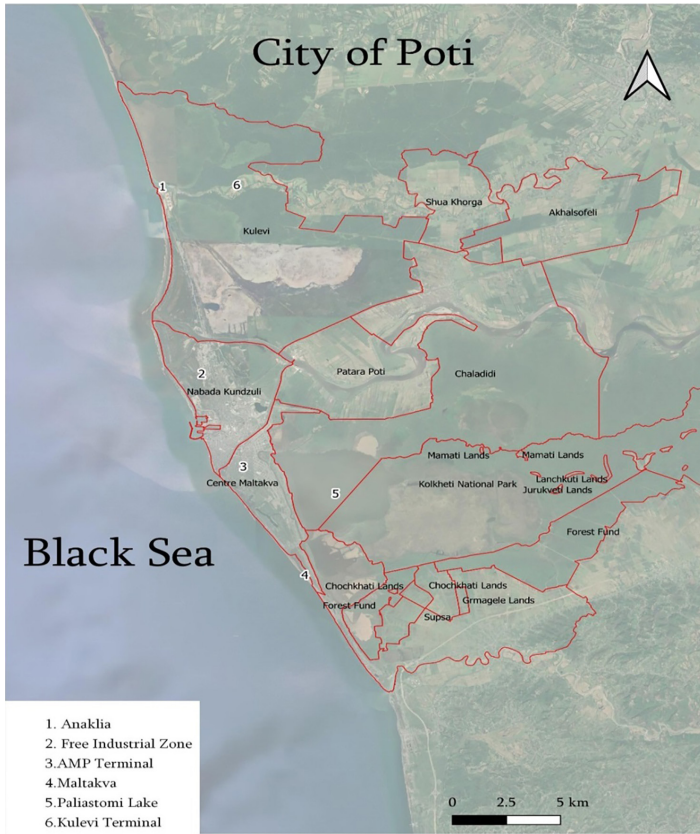 City of Poti
1
6
Shua Khorga
Akhalsofeli
Kulevi
2
Patara Poti
Chaladidi
Nabada Kundzuli
3
Mamati Lands
Mamati Lands
Centre Maltakva
5
Kolkheti National Park
Lanchkuti Lands
Jurukveti Lands
Forest Fund
Black Sea
4
Chochkhati Lands
Chochkhati Lands
Forest Fund
Grmagele Lands
Supsa
1. Anaklia
2. Free Industrial Zone
3.AMP Terminal
4.Maltakva
5.Paliastomi Lake
6.Kulevi Terminal
0 2.5 5 km